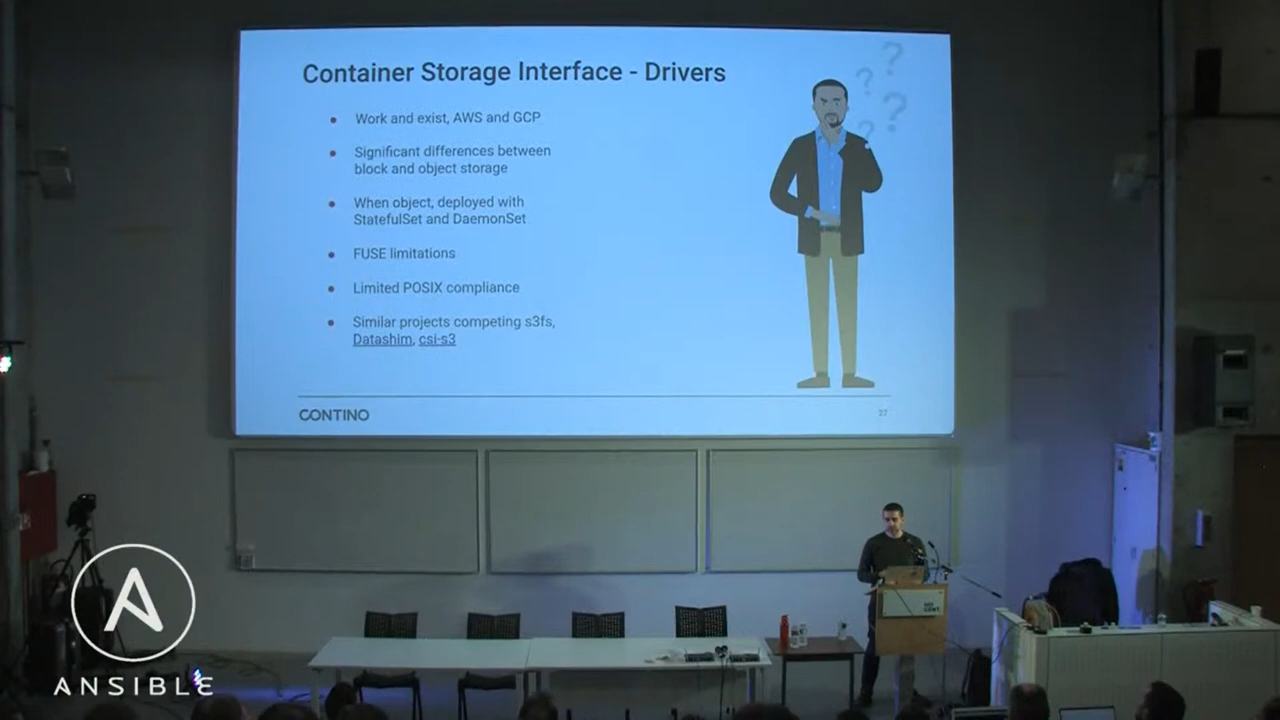 Container Storage Interface - Drivers
Work and exist, AWS and GCP
Significant differences between
block and object storage
When object, deployed with
StatefulSet and DaemonSet
FUSE limitations
Limited POSIX compliance
Similar projects competing s3fs,
Datashim, csi-s3
CONTINO
27
ANSIBLE